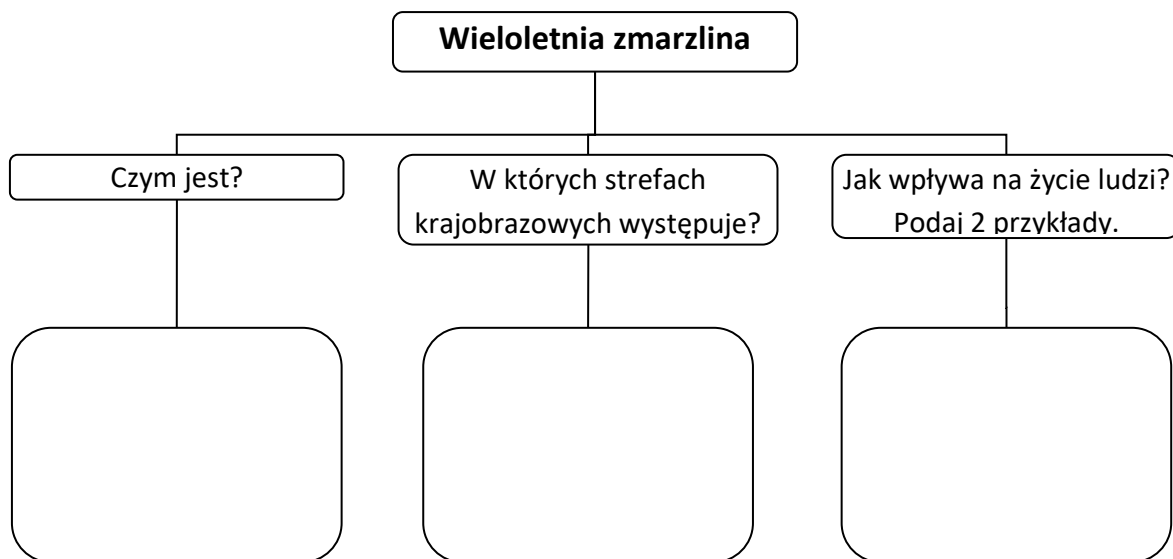 Wieloletnia zmarzlina
Czym jest?
W których strefach
krajobrazowych występuje?
Jak wpływa na życie ludzi?
Podaj 2 przykłady.